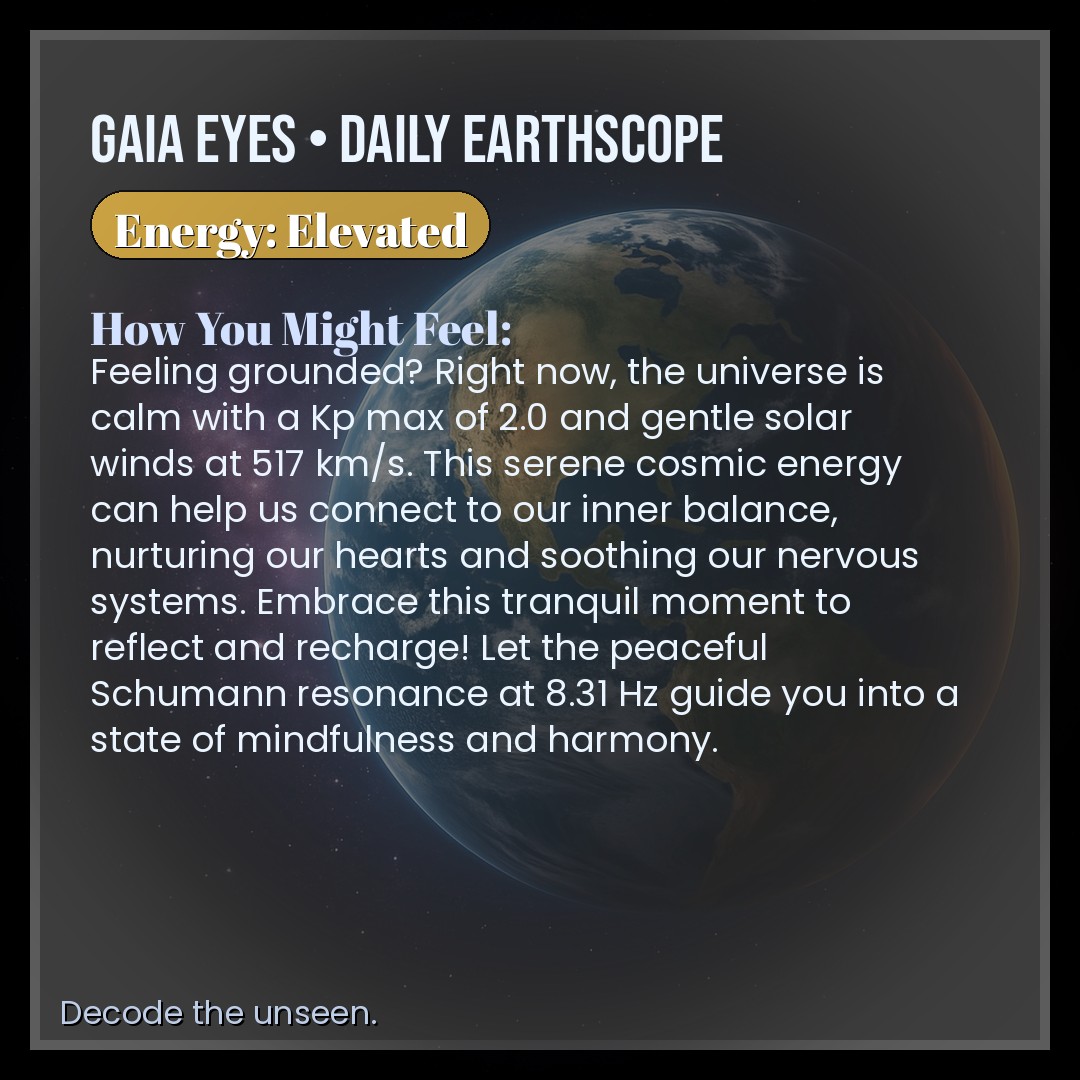 GAIA EYES • DAILY EARTHSCOPE
Energy: Elevated
How You Might Feel:
Feeling grounded? Right now, the universe is
calm with a Kp max of 2.0 and gentle solar
winds at 517 km/s. This serene cosmic energy
can help us connect to our inner balance,
nurturing our hearts and soothing our nervous
systems. Embrace this tranquil moment to
reflect and recharge! Let the peaceful
Schumann resonance at 8.31 Hz guide you into a
state of mindfulness and harmony.
Decode the unseen.